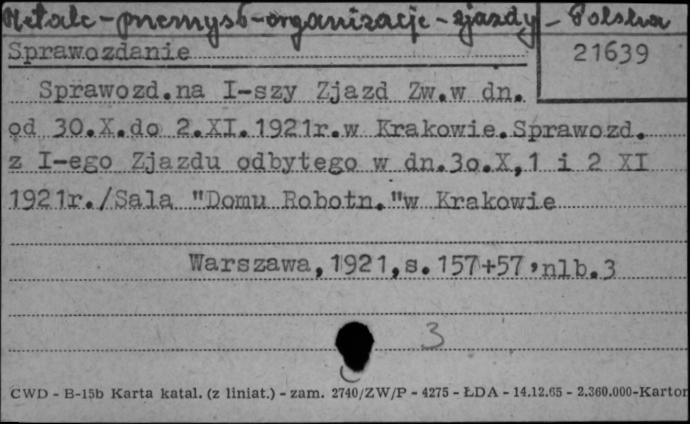 Metale - przemysł - organizacje - zjazdy - Polska
Sprawozdanie
21639
Sprawozd.na I-szy Zjazd Zw.w dn.
od 30.X.do 2.XI.1921r.w Krakowie.Sprawozd.
z I-ego Zjazdu odbytego w dn.3o.X,1 i 2 XI
1921r./Sala "Domu Robotn."w Krakowie
Warszawa,1921,s.157+57,nlb.3
3
CWD - B-15b Karta katal. (z liniat.) - zam. 2740/ZW/P - 4275 - ŁDA - 14.12.65 - 2.360.000-Karton